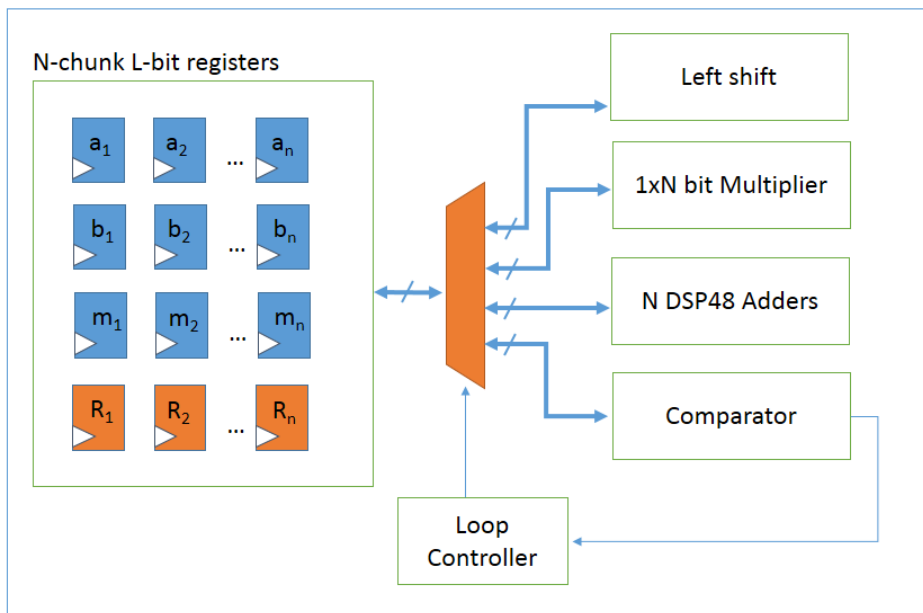 N-chunk L-bit registers
a1 a2 ... an
b1 b2 ... bn
m1 m2 ... mn
R1 R2 ... Rn
Left shift
1xN bit Multiplier
N DSP48 Adders
Comparator
Loop
Controller